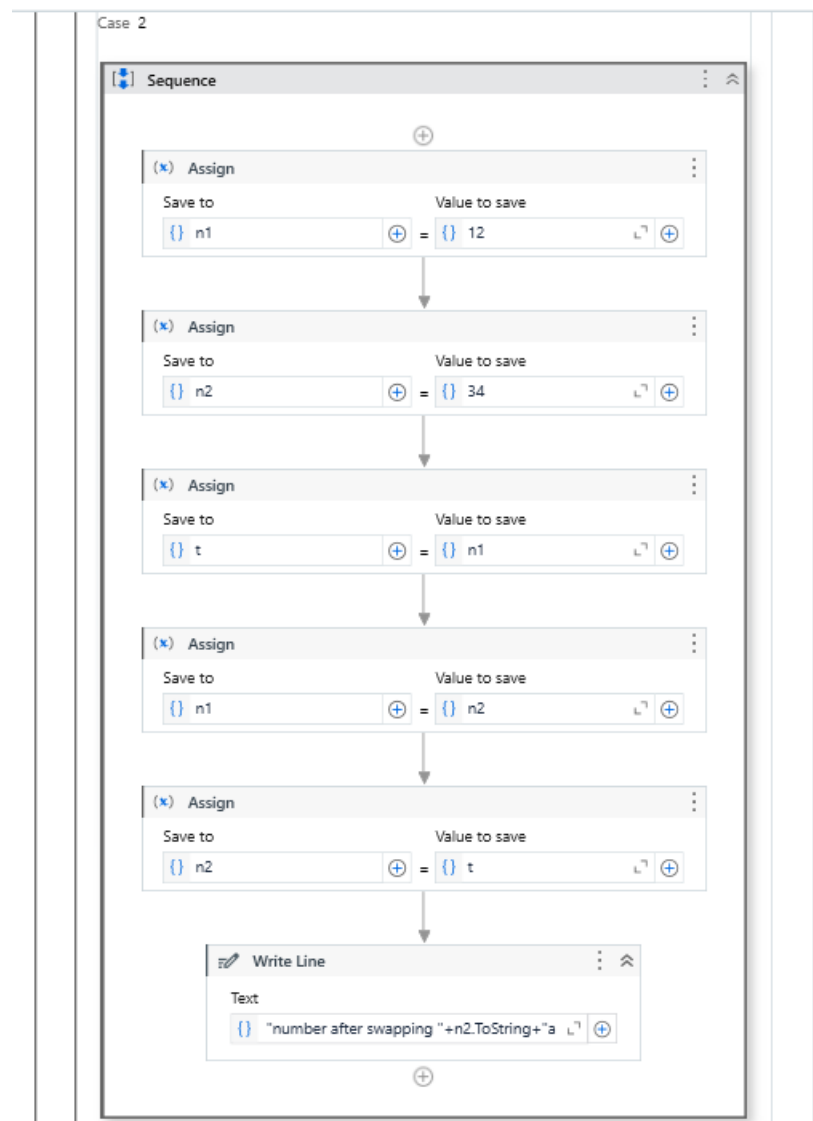 Case 2
Sequence
(x) Assign
Save to Value to save
{} n1 = {} 12
(x) Assign
Save to Value to save
{} n2 = {} 34
(x) Assign
Save to Value to save
{} t = {} n1
(x) Assign
Save to Value to save
{} n1 = {} n2
(x) Assign
Save to Value to save
{} n2 = {} t
Write Line
Text
{} "number after swapping "+n2.ToString+"a